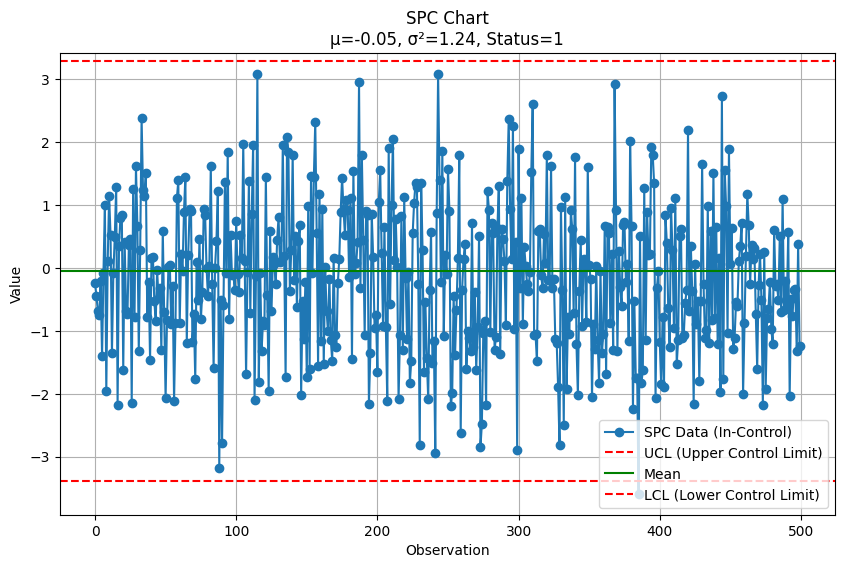 SPC Chart
μ=-0.05, σ²=1.24, Status=1
Value
3
2
1
0
−1
−2
−3
SPC Data (In-Control)
UCL (Upper Control Limit)
Mean
LCL (Lower Control Limit)
0
100
200
300
400
500
Observation